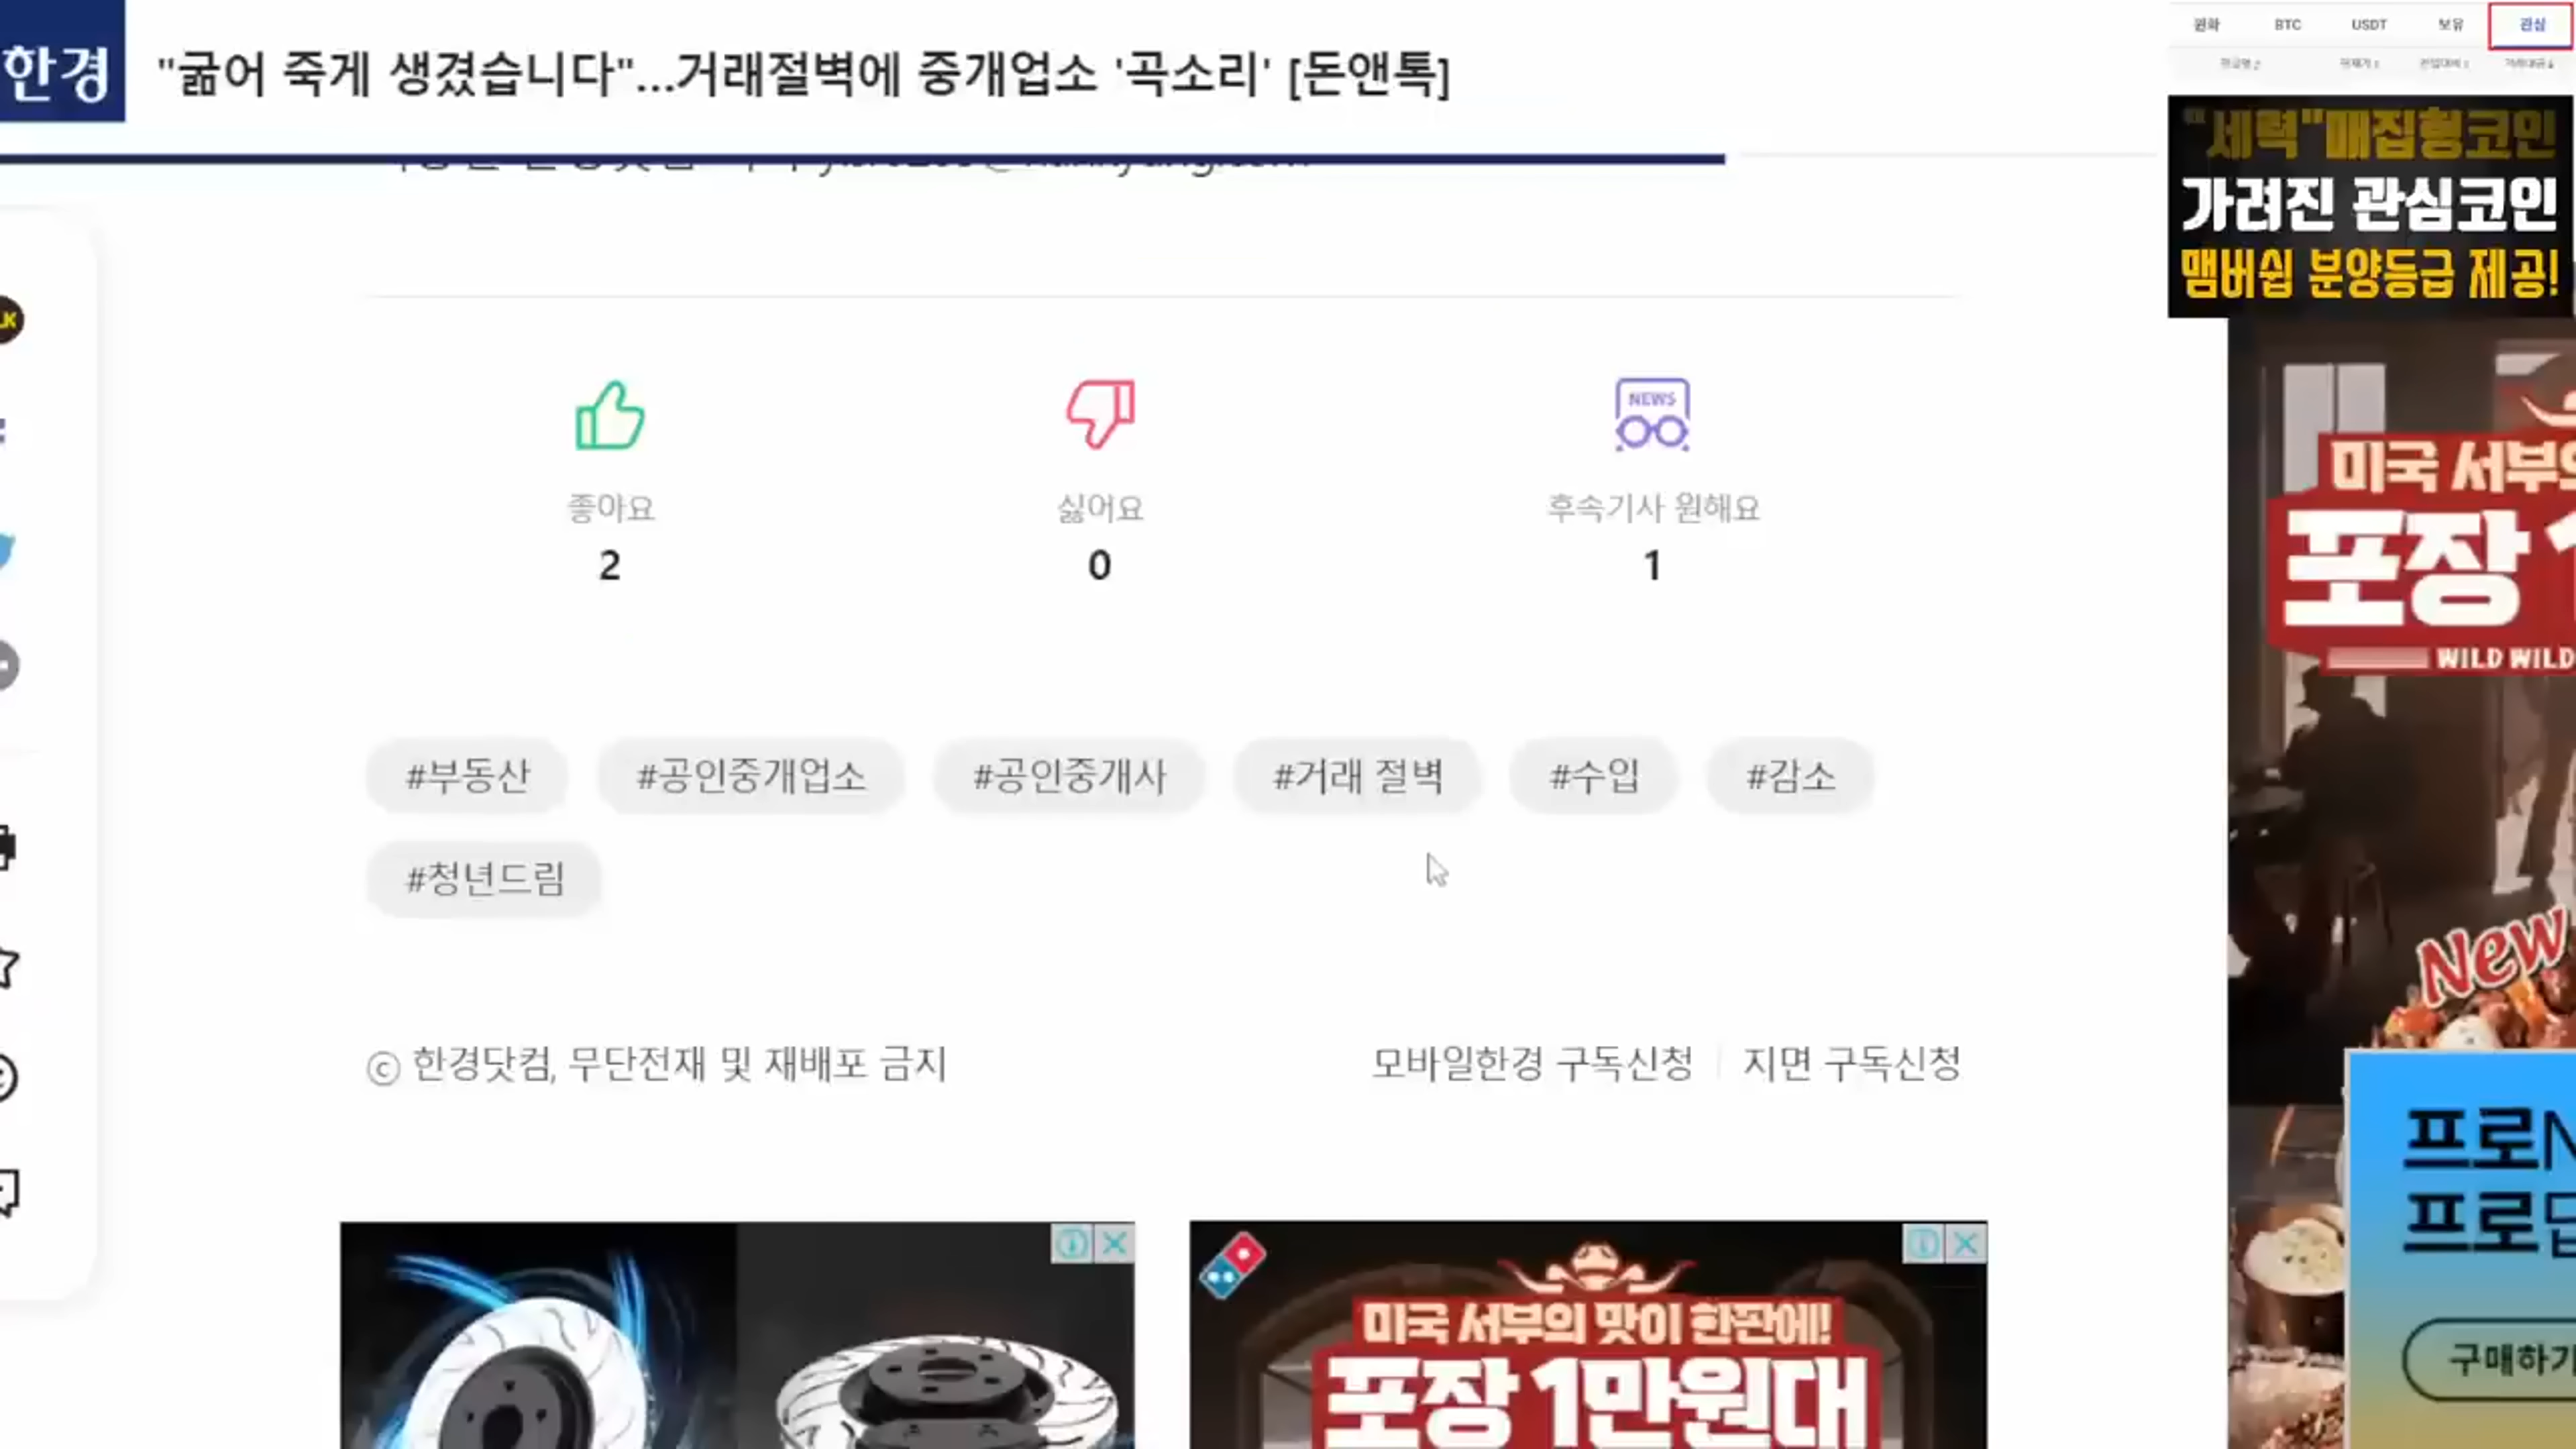 한경
"굶어 죽게 생겼습니다"...거래절벽에 중개업소 '곡소리' [돈앤톡]
원화 BTC USDT 보유 관심
"세력"매집형코인
가려진 관심코인
맴버쉽 분양등급 제공!
NEWS
좋아요 싫어요 후속기사 원해요
2 0 1
#부동산 #공인중개업소 #공인중개사 #거래 절벽 #수입 #감소
#청년드림
ⓒ 한경닷컴, 무단전재 및 재배포 금지
모바일한경 구독신청 | 지면 구독신청
미국 서부의 맛이 한판에!
포장 1만원대
미국 서부의
포장 1
WILD WILD
New
프로N
프로
구매하기